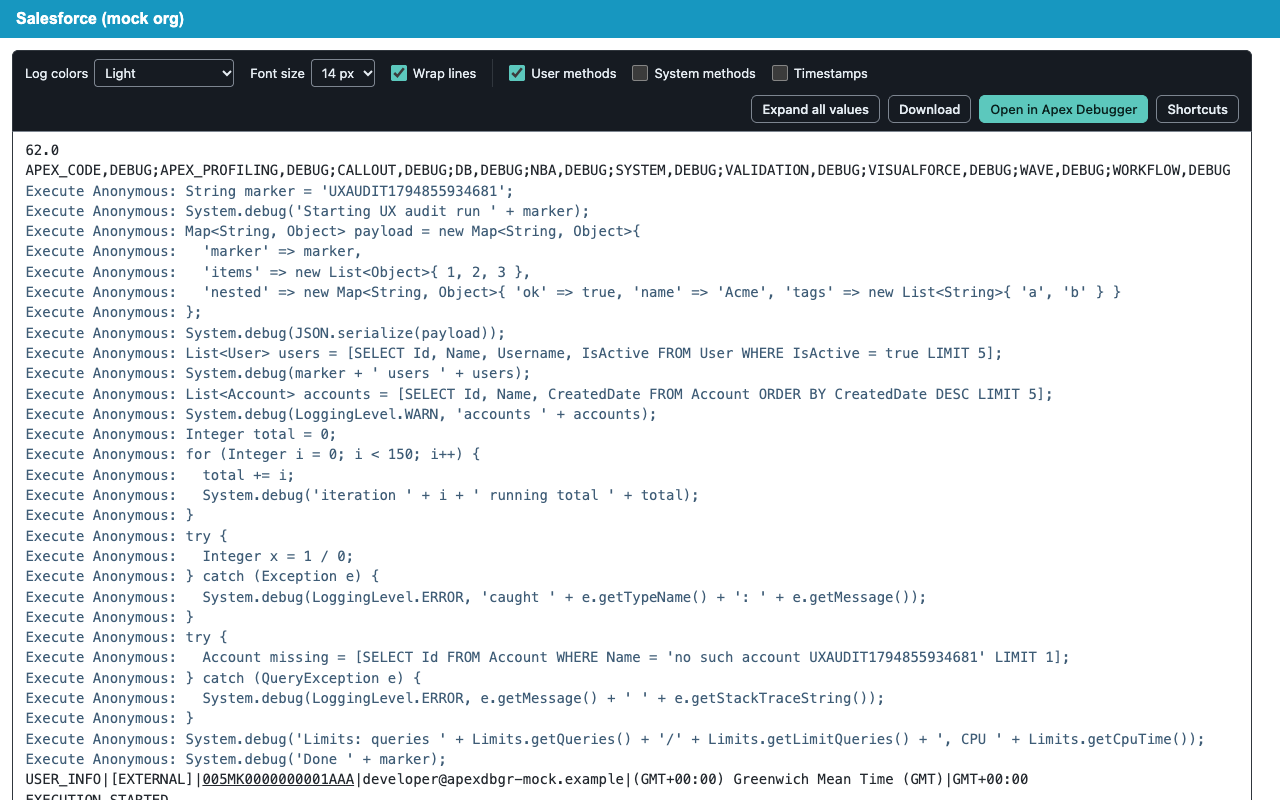 Salesforce (mock org)
Log colors Light Font size 14 px Wrap lines User methods System methods Timestamps
Expand all values Download Open in Apex Debugger Shortcuts
62.0
APEX_CODE,DEBUG;APEX_PROFILING,DEBUG;CALLOUT,DEBUG;DB,DEBUG;NBA,DEBUG;SYSTEM,DEBUG;VALIDATION,DEBUG;VISUALFORCE,DEBUG;WAVE,DEBUG;WORKFLOW,DEBUG
Execute Anonymous: String marker = 'UXAUDIT1794855934681';
Execute Anonymous: System.debug('Starting UX audit run ' + marker);
Execute Anonymous: Map<String, Object> payload = new Map<String, Object>{
Execute Anonymous:   'marker' => marker,
Execute Anonymous:   'items' => new List<Object>{ 1, 2, 3 },
Execute Anonymous:   'nested' => new Map<String, Object>{ 'ok' => true, 'name' => 'Acme', 'tags' => new List<String>{ 'a', 'b' } }
Execute Anonymous: };
Execute Anonymous: System.debug(JSON.serialize(payload));
Execute Anonymous: List<User> users = [SELECT Id, Name, Username, IsActive FROM User WHERE IsActive = true LIMIT 5];
Execute Anonymous: System.debug(marker + ' users ' + users);
Execute Anonymous: List<Account> accounts = [SELECT Id, Name, CreatedDate FROM Account ORDER BY CreatedDate DESC LIMIT 5];
Execute Anonymous: System.debug(LoggingLevel.WARN, 'accounts ' + accounts);
Execute Anonymous: Integer total = 0;
Execute Anonymous: for (Integer i = 0; i < 150; i++) {
Execute Anonymous:   total += i;
Execute Anonymous:   System.debug('iteration ' + i + ' running total ' + total);
Execute Anonymous: }
Execute Anonymous: try {
Execute Anonymous:   Integer x = 1 / 0;
Execute Anonymous: } catch (Exception e) {
Execute Anonymous:   System.debug(LoggingLevel.ERROR, 'caught ' + e.getTypeName() + ': ' + e.getMessage());
Execute Anonymous: }
Execute Anonymous: try {
Execute Anonymous:   Account missing = [SELECT Id FROM Account WHERE Name = 'no such account UXAUDIT1794855934681' LIMIT 1];
Execute Anonymous: } catch (QueryException e) {
Execute Anonymous:   System.debug(LoggingLevel.ERROR, e.getMessage() + ' ' + e.getStackTraceString());
Execute Anonymous: }
Execute Anonymous: System.debug('Limits: queries ' + Limits.getQueries() + '/' + Limits.getLimitQueries() + ', CPU ' + Limits.getCpuTime());
Execute Anonymous: System.debug('Done ' + marker);
USER_INFO|[EXTERNAL]|005MK0000000001AAA|developer@apexdbgr-mock.example|(GMT+00:00) Greenwich Mean Time (GMT)|GMT+00:00
EXECUTION_STARTED